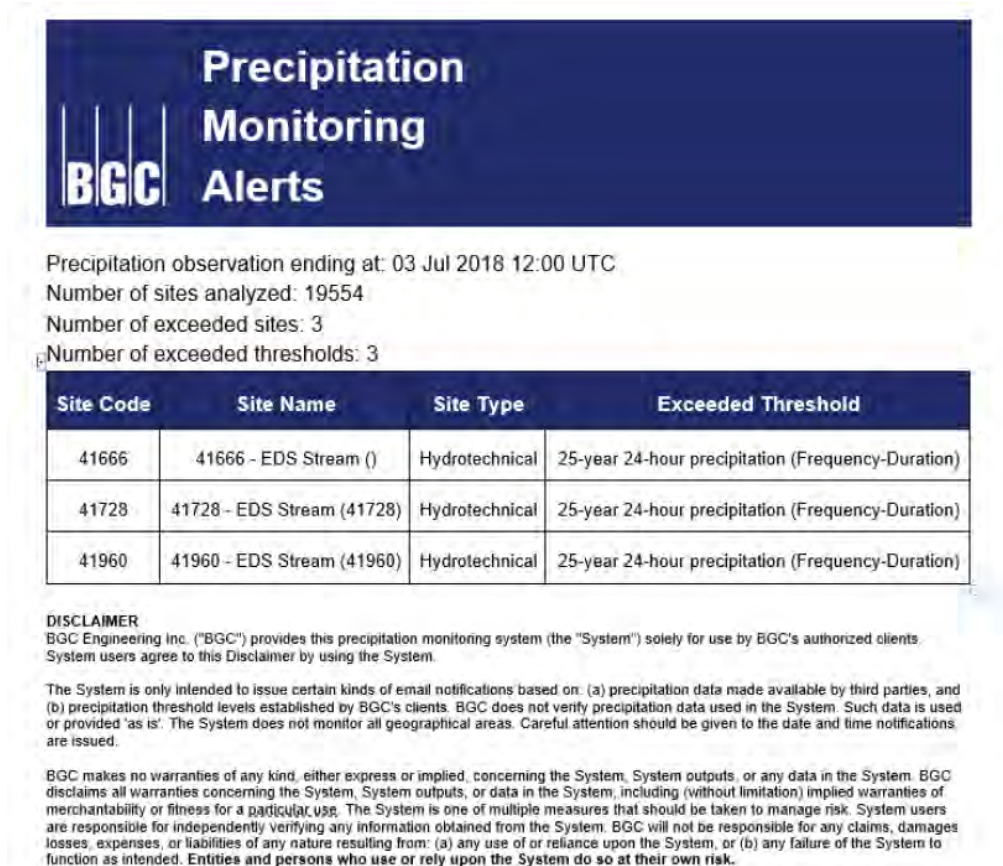 Precipitation
Monitoring
Alerts
BGC
Precipitation observation ending at: 03 Jul 2018 12:00 UTC
Number of sites analyzed: 19554
Number of exceeded sites: 3
Number of exceeded thresholds: 3
Site Code Site Name Site Type Exceeded Threshold
41666 41666 - EDS Stream () Hydrotechnical 25-year 24-hour precipitation (Frequency-Duration)
41728 41728 - EDS Stream (41728) Hydrotechnical 25-year 24-hour precipitation (Frequency-Duration)
41960 41960 - EDS Stream (41960) Hydrotechnical 25-year 24-hour precipitation (Frequency-Duration)
DISCLAIMER
BGC Engineering Inc. ("BGC") provides this precipitation monitoring system (the "System") solely for use by BGC's authorized clients.
System users agree to this Disclaimer by using the System.
The System is only intended to issue certain kinds of email notifications based on: (a) precipitation data made available by third parties, and
(b) precipitation threshold levels established by BGC's clients. BGC does not verify precipitation data used in the System. Such data is used
or provided 'as is'. The System does not monitor all geographical areas. Careful attention should be given to the date and time notifications
are issued.
BGC makes no warranties of any kind, either express or implied, concerning the System, System outputs, or any data in the System. BGC
disclaims all warranties concerning the System, System outputs, or data in the System, including (without limitation) implied warranties of
merchantability or fitness for a particular use. The System is one of multiple measures that should be taken to manage risk. System users
are responsible for independently verifying any information obtained from the System. BGC will not be responsible for any claims, damages
losses, expenses, or liabilities of any nature resulting from: (a) any use of or reliance upon the System, or (b) any failure of the System to
function as intended. Entities and persons who use or rely upon the System do so at their own risk.